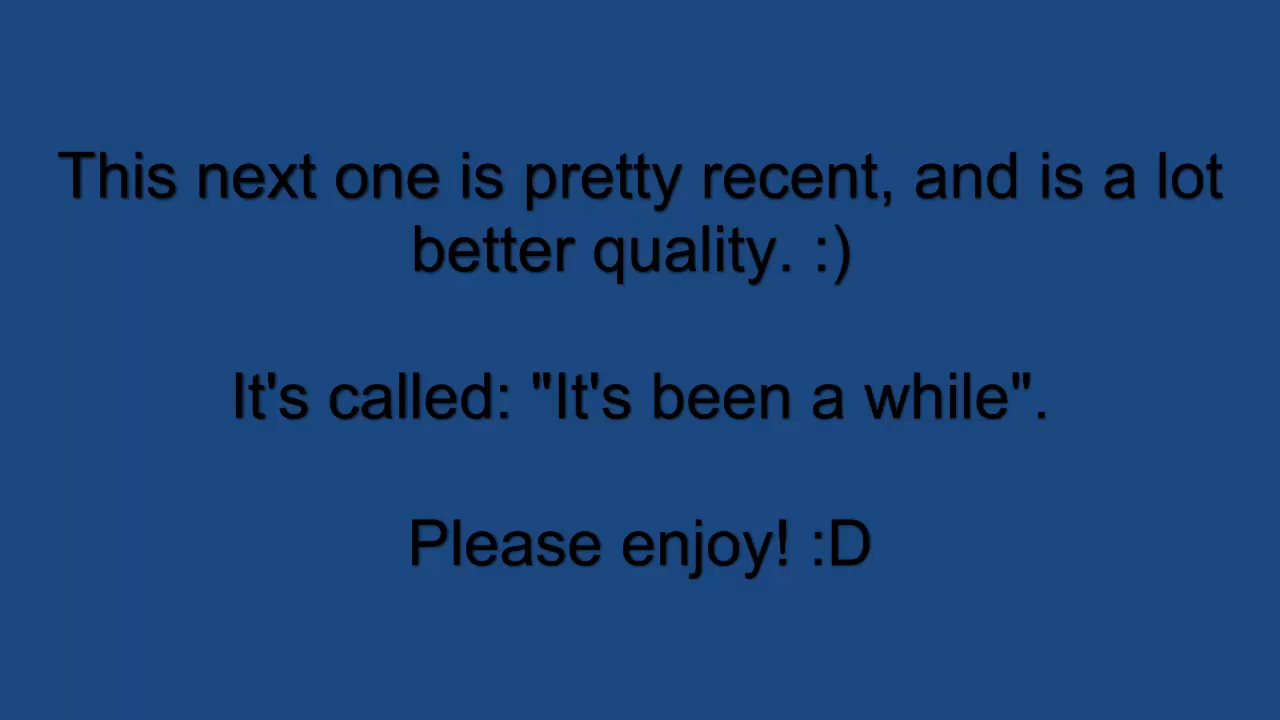 This next one is pretty recent, and is a lot
better quality. :)
It's called: "It's been a while".
Please enjoy! :D